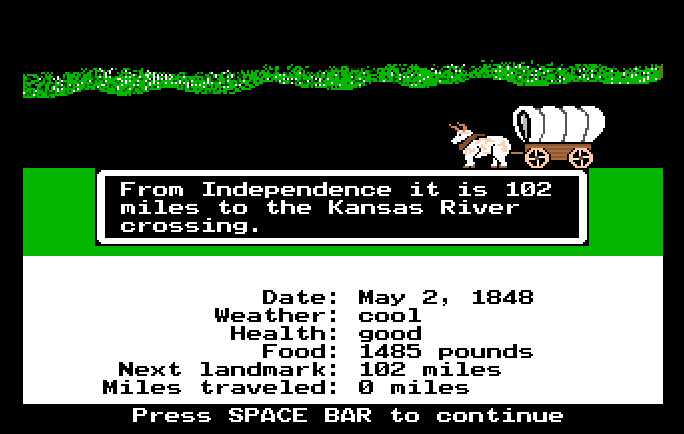 From Independence it is 102
miles to the Kansas River
crossing.
Date: May 2, 1848
Weather: cool
Health: good
Food: 1485 pounds
Next landmark: 102 miles
Miles traveled: 0 miles
Press SPACE BAR to continue